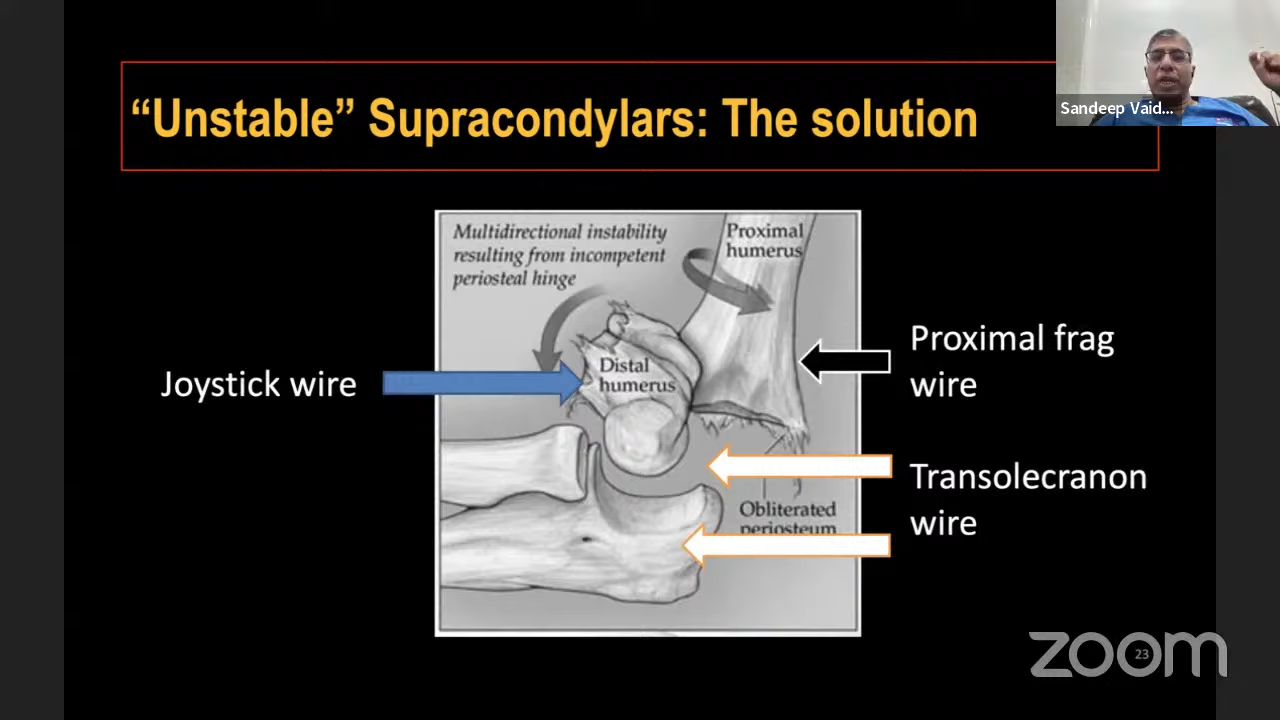 “Unstable” Supracondylars: The solution
Sandeep Vaid...
Multidirectional instability
resulting from incompetent
periosteal hinge
Proximal
humerus
Distal
humerus
Joystick wire
Proximal frag
wire
Transolecranon
wire
Obliterated
periosteum
zoom
23